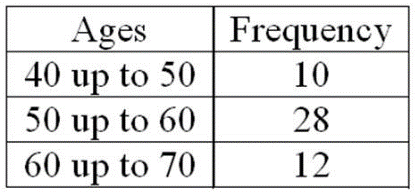 Ages Frequency
40 up to 50 10
50 up to 60 28
60 up to 70 12